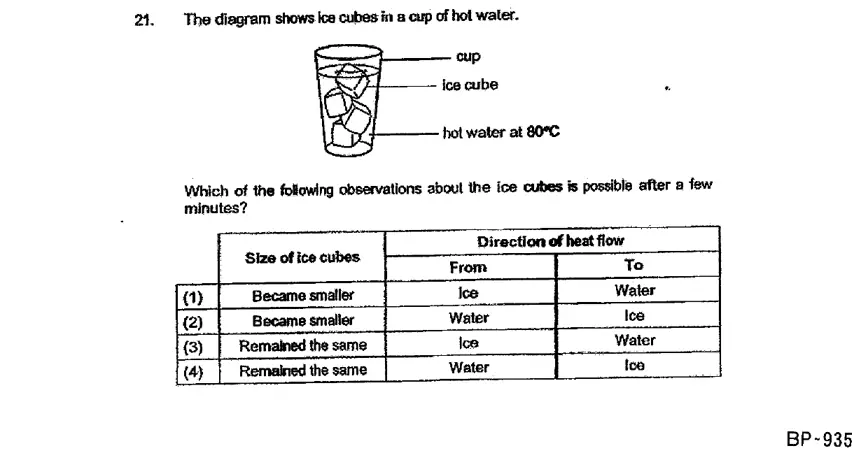 21. The diagram shows ice cubes in a cup of hot water.
cup
ice cube
hot water at 80°C
Which of the following observations about the ice cubes is possible after a few
minutes?
Size of ice cubes Direction of heat flow
From To
(1) Became smaller Ice Water
(2) Became smaller Water Ice
(3) Remained the same Ice Water
(4) Remained the same Water Ice
BP-935